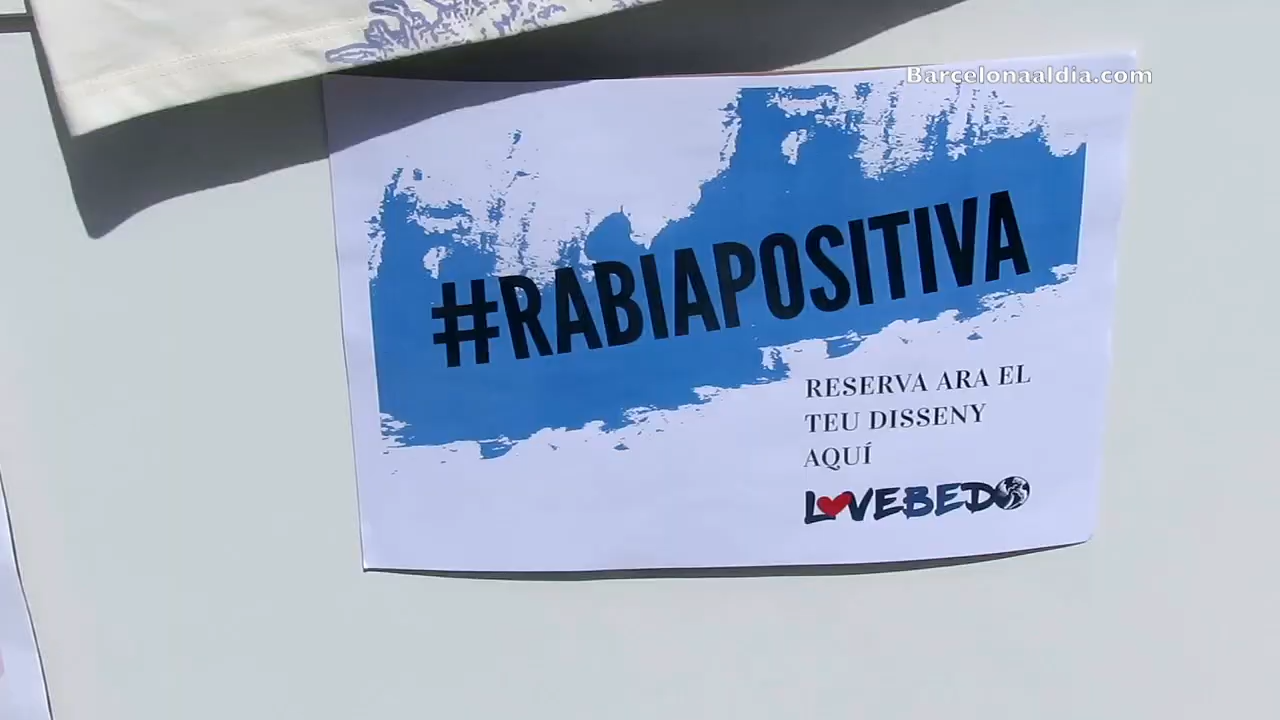 Barcelonaaldia.com
#RABIAPOSITIVA
RESERVA ARA EL
TEU DISSENY
AQUÍ
LOVEBEDO